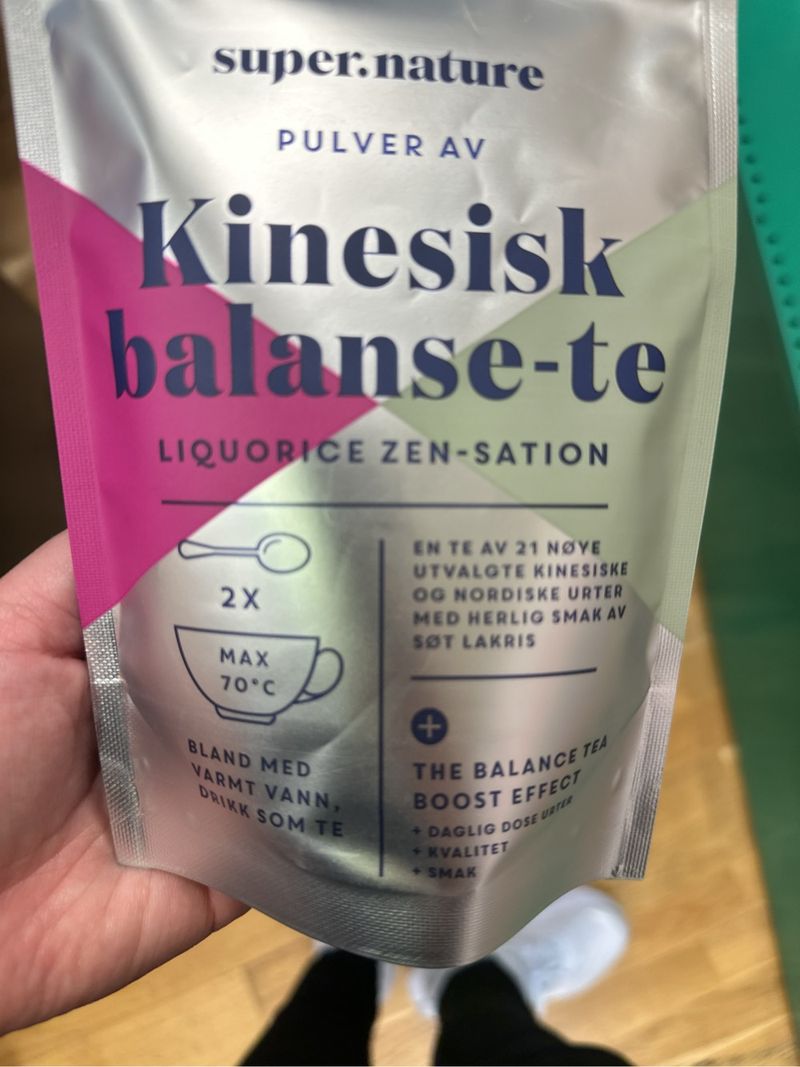 super.nature
PULVER AV
Kinesisk
balanse-te
LIQUORICE ZEN-SATION
2X
MAX
70°C
BLAND MED
VARMT VANN,
DRIKK SOM TE
EN TE AV 21 NØYE
UTVALGTE KINESISKE
OG NORDISKE URTER
MED HERLIG SMAK AV
SØT LAKRIS
+
THE BALANCE TEA
BOOST EFFECT
+ DAGLIG DOSE URTER
+ KVALITET
+ SMAK